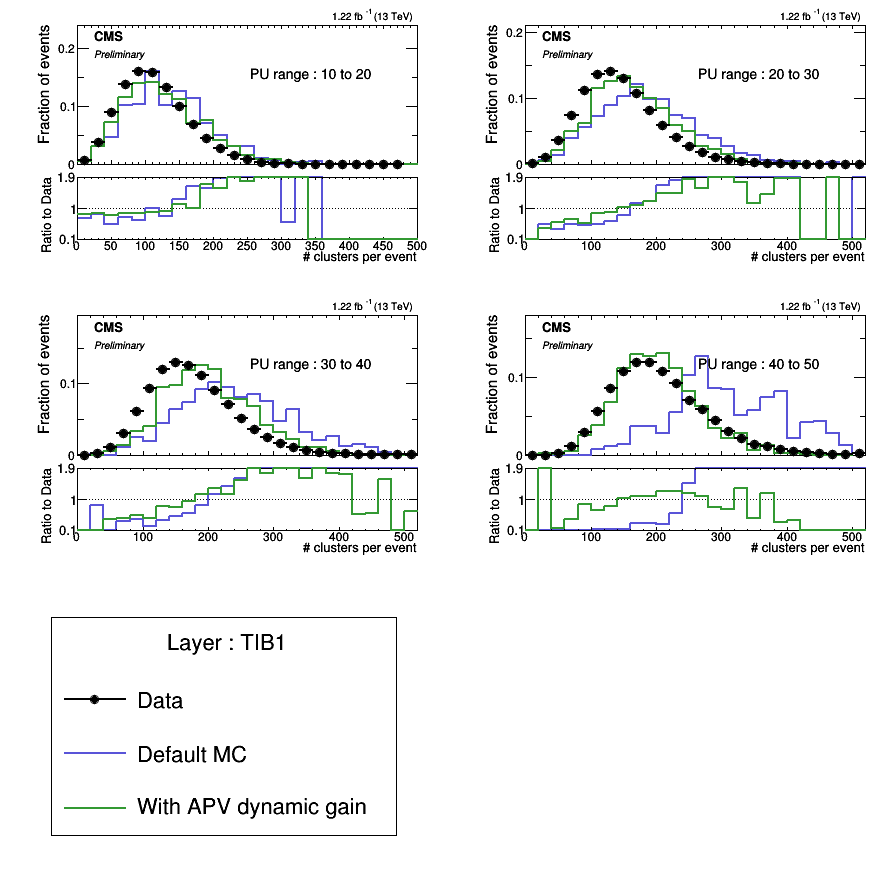 1.22 fb -1 (13 TeV)
CMS
Preliminary
PU range : 10 to 20
Fraction of events
0.2
0.1
0
Ratio to Data
1.9
1
0.1
0 50 100 150 200 250 300 350 400 450 500
# clusters per event
1.22 fb -1 (13 TeV)
CMS
Preliminary
PU range : 20 to 30
Fraction of events
0.2
0.1
0
Ratio to Data
1.9
1
0.1
0 100 200 300 400 500
# clusters per event
1.22 fb -1 (13 TeV)
CMS
Preliminary
PU range : 30 to 40
Fraction of events
0.1
0
Ratio to Data
1.9
1
0.1
0 100 200 300 400 500
# clusters per event
1.22 fb -1 (13 TeV)
CMS
Preliminary
PU range : 40 to 50
Fraction of events
0.1
0
Ratio to Data
1.9
1
0.1
0 100 200 300 400 500
# clusters per event
Layer : TIB1
Data
Default MC
With APV dynamic gain